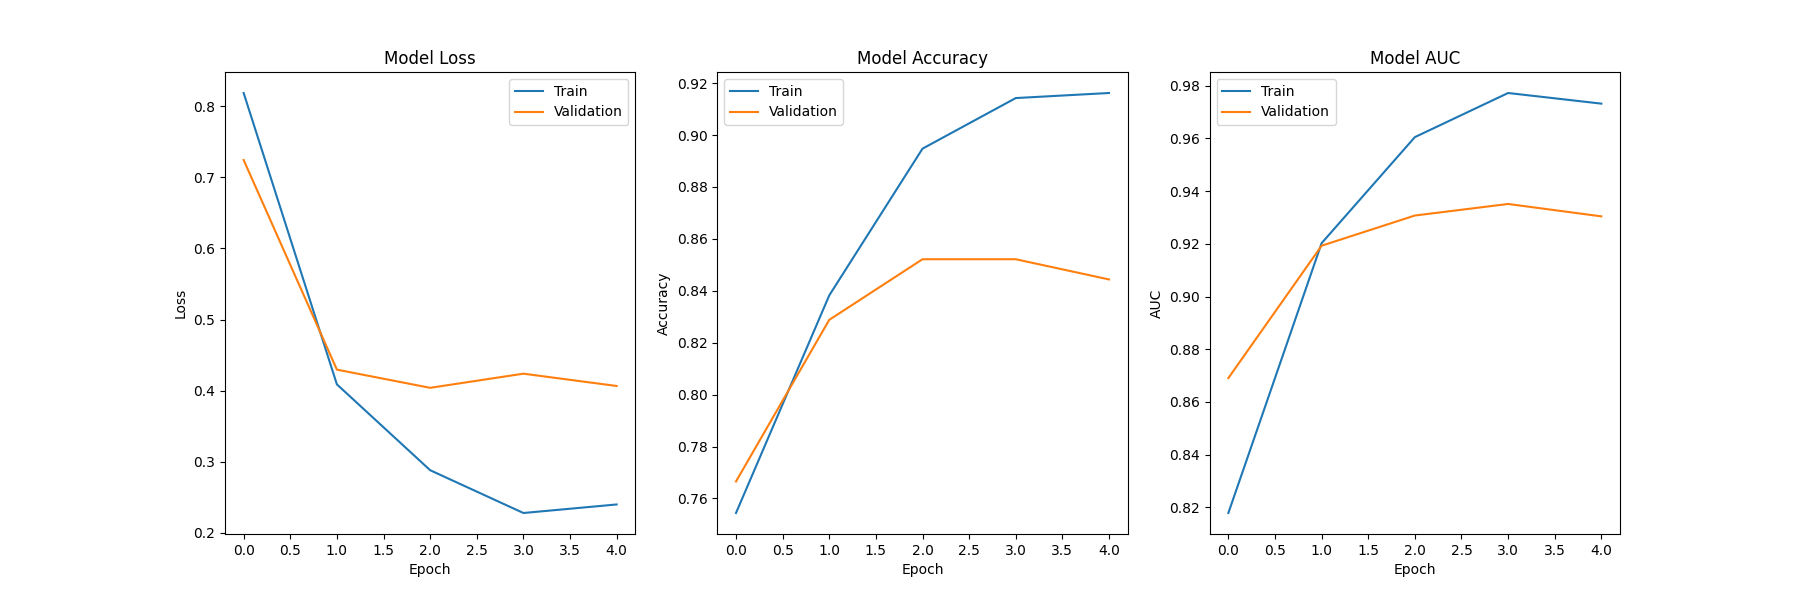 Model Loss
Train
Validation
0.8
0.7
0.6
0.5
0.4
0.3
0.2
Loss
0.0 0.5 1.0 1.5 2.0 2.5 3.0 3.5 4.0
Epoch
Model Accuracy
Train
Validation
0.92
0.90
0.88
0.86
0.84
0.82
0.80
0.78
0.76
Accuracy
0.0 0.5 1.0 1.5 2.0 2.5 3.0 3.5 4.0
Epoch
Model AUC
Train
Validation
0.98
0.96
0.94
0.92
0.90
0.88
0.86
0.84
0.82
AUC
0.0 0.5 1.0 1.5 2.0 2.5 3.0 3.5 4.0
Epoch